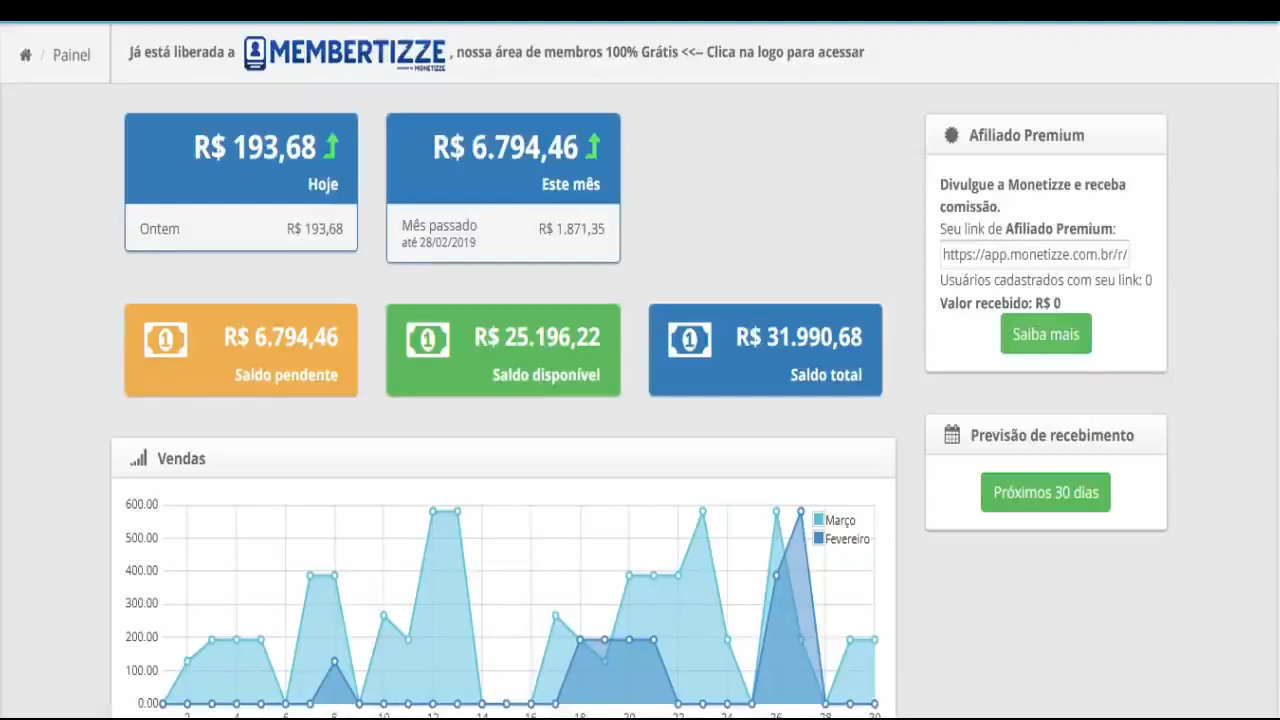 Painel
Já está liberada a MEMBERTIZZE , nossa área de membros 100% Grátis <<-- Clica na logo para acessar
R$ 193,68
Hoje
Ontem R$ 193,68
R$ 6.794,46
Este mês
Mês passado R$ 1.871,35
até 28/02/2019
R$ 6.794,46
Saldo pendente
R$ 25.196,22
Saldo disponível
R$ 31.990,68
Saldo total
Afiliado Premium
Divulgue a Monetizze e receba
comissão.
Seu link de Afiliado Premium:
https://app.monetizze.com.br/r/
Usuários cadastrados com seu link: 0
Valor recebido: R$ 0
Saiba mais
Previsão de recebimento
Próximos 30 dias
Vendas
600.00
500.00
400.00
300.00
200.00
100.00
0.00
Março
Fevereiro